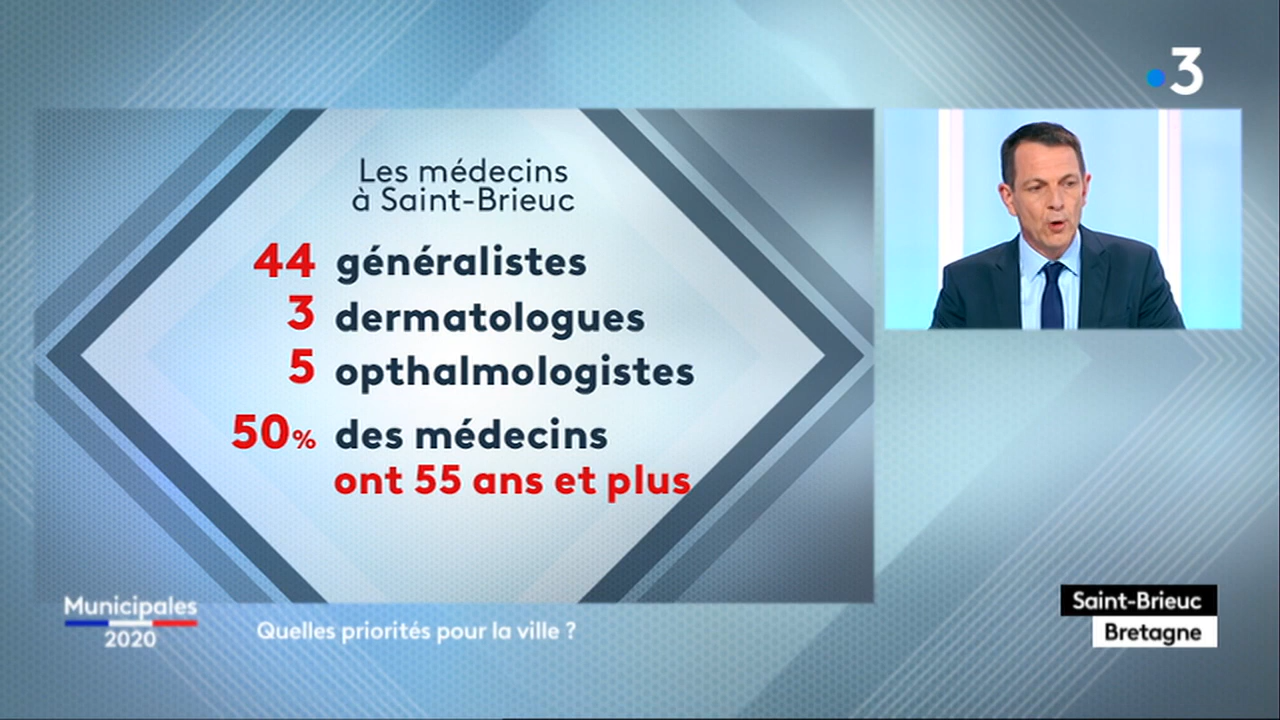 3
Les médecins
à Saint-Brieuc
44 généralistes
3 dermatologues
5 opthalmologistes
50% des médecins
ont 55 ans et plus
Municipales
2020
Quelles priorités pour la ville ?
Saint-Brieuc
Bretagne